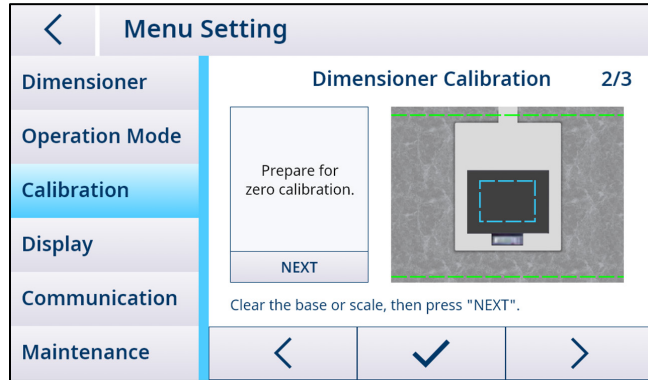 Menu Setting
Dimensioner
Operation Mode
Calibration
Display
Communication
Maintenance
Dimensioner Calibration 2/3
Prepare for
zero calibration.
NEXT
Clear the base or scale, then press "NEXT".